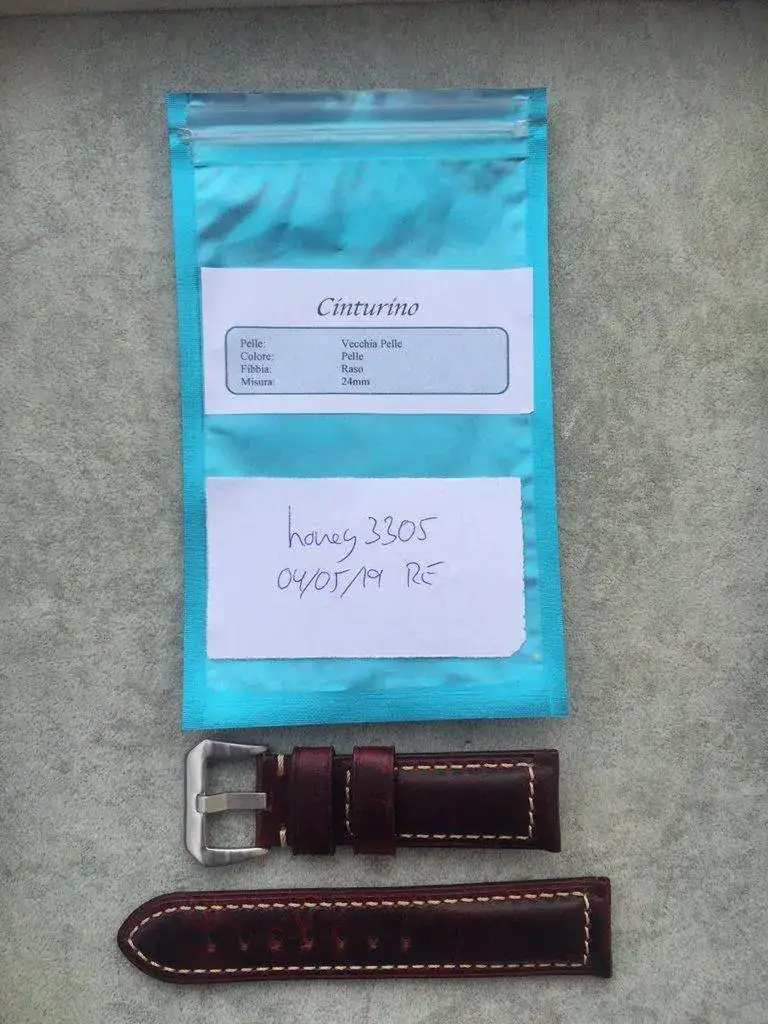 Cinturino
Pelle: Vecchia Pelle
Colore: Pelle
Fibbia: Raso
Misura: 24mm
honey3305
04/05/19 RE